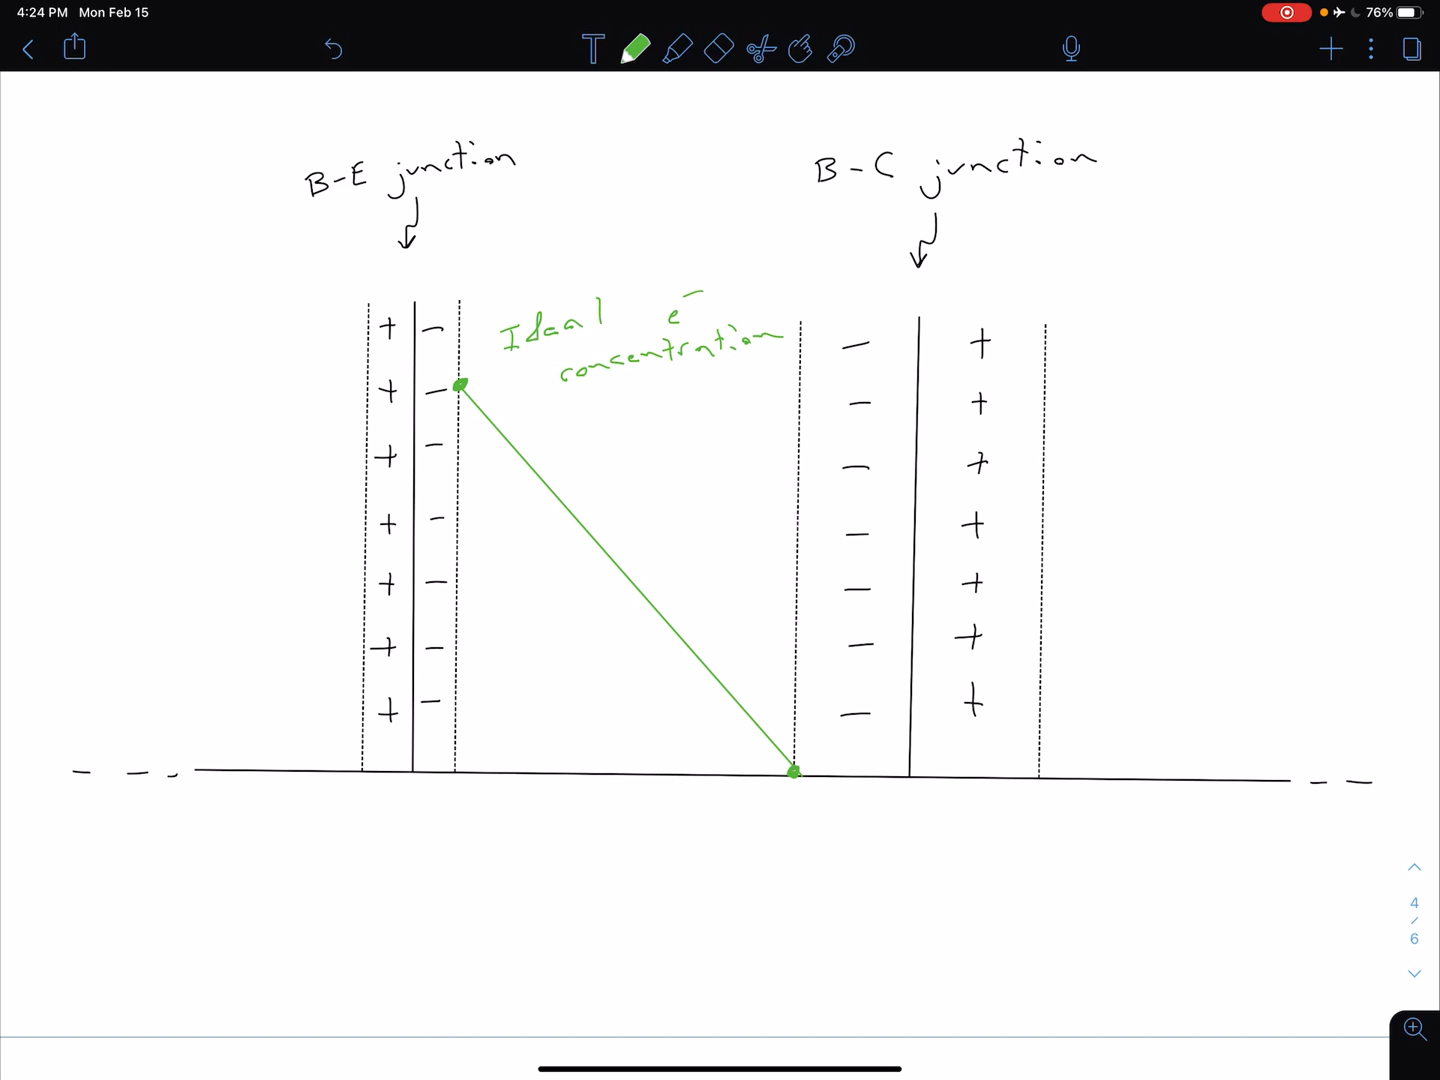 4:24 PM Mon Feb 15
76%
T
B-E junction
B-C junction
Ideal e⁻
concentration
+ - - +
+ - - +
+ - - +
+ - - +
+ - - +
+ - - +
+ - - +
4
/
6